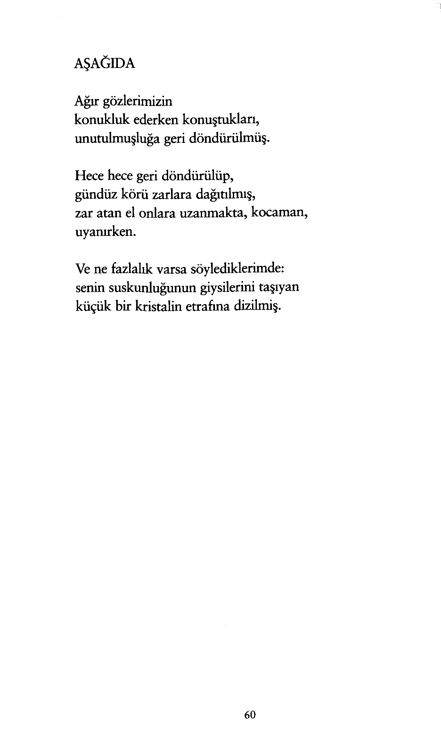 AŞAĞIDA
Ağır gözlerimizin
konukluk ederken konuştukları,
unutulmuşluğa geri döndürülmüş.
Hece hece geri döndürülüp,
gündüz körü zarlara dağıtılmış,
zar atan el onlara uzanmakta, kocaman,
uyanırken.
Ve ne fazlalık varsa söylediklerimde:
senin suskunluğunun giysilerini taşıyan
küçük bir kristalin etrafına dizilmiş.
60